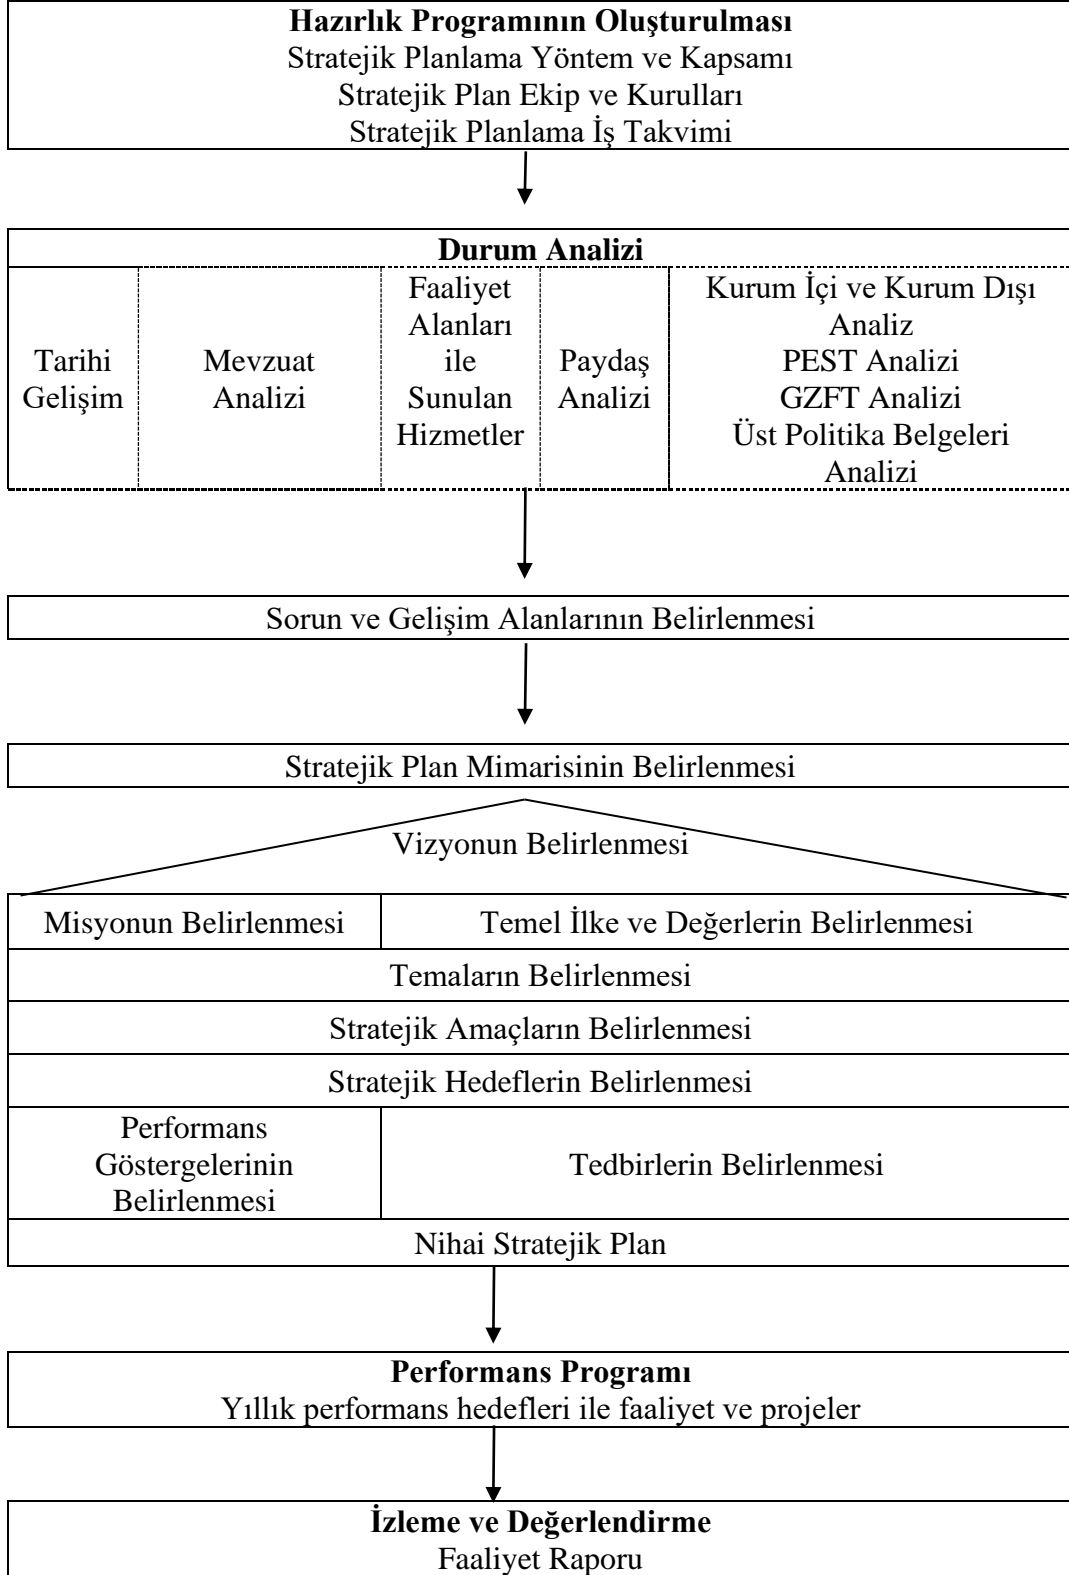 Hazırlık Programının Oluşturulması
Stratejik Planlama Yöntem ve Kapsamı
Stratejik Plan Ekip ve Kurulları
Stratejik Planlama İş Takvimi
Durum Analizi
Tarihi
Gelişim
Mevzuat
Analizi
Faaliyet
Alanları
ile
Sunulan
Hizmetler
Paydaş
Analizi
Kurum İçi ve Kurum Dışı
Analiz
PEST Analizi
GZFT Analizi
Üst Politika Belgeleri
Analizi
Sorun ve Gelişim Alanlarının Belirlenmesi
Stratejik Plan Mimarisinin Belirlenmesi
Vizyonun Belirlenmesi
Misyonun Belirlenmesi
Temel İlke ve Değerlerin Belirlenmesi
Temaların Belirlenmesi
Stratejik Amaçların Belirlenmesi
Stratejik Hedeflerin Belirlenmesi
Performans
Göstergelerinin
Belirlenmesi
Tedbirlerin Belirlenmesi
Nihai Stratejik Plan
Performans Programı
Yıllık performans hedefleri ile faaliyet ve projeler
İzleme ve Değerlendirme
Faaliyet Raporu